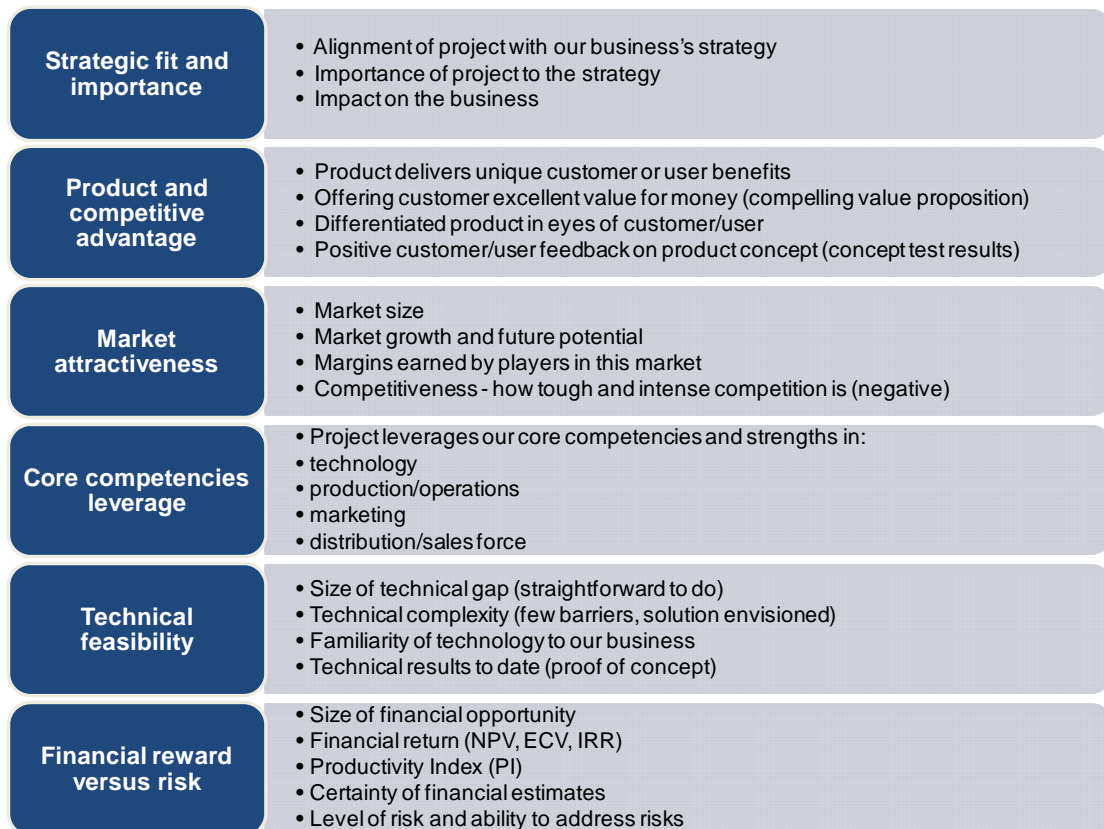 Strategic fit and
importance
• Alignment of project with our business's strategy
• Importance of project to the strategy
• Impact on the business
Product and
competitive
advantage
• Product delivers unique customer or user benefits
• Offering customer excellent value for money (compelling value proposition)
• Differentiated product in eyes of customer/user
• Positive customer/user feedback on product concept (concept test results)
Market
attractiveness
• Market size
• Market growth and future potential
• Margins earned by players in this market
• Competitiveness - how tough and intense competition is (negative)
Core competencies
leverage
• Project leverages our core competencies and strengths in:
• technology
• production/operations
• marketing
• distribution/sales force
Technical
feasibility
• Size of technical gap (straightforward to do)
• Technical complexity (few barriers, solution envisioned)
• Familiarity of technology to our business
• Technical results to date (proof of concept)
Financial reward
versus risk
• Size of financial opportunity
• Financial return (NPV, ECV, IRR)
• Productivity Index (PI)
• Certainty of financial estimates
• Level of risk and ability to address risks